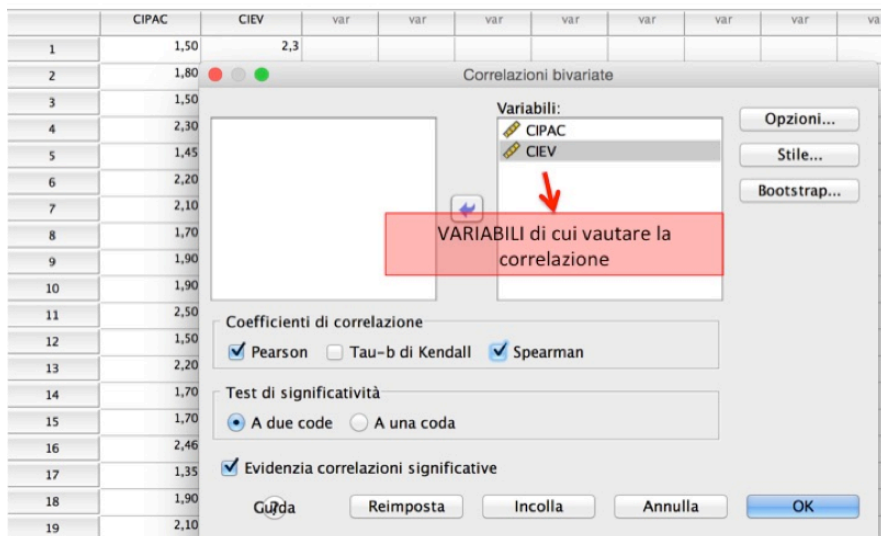 CIPAC CIEV var var var var var var var va
1 1,50 2,3
2 1,80
3 1,50
4 2,30
5 1,45
6 2,20
7 2,10
8 1,70
9 1,90
10 1,90
11 2,50
12 1,50
13 2,20
14 1,70
15 1,70
16 2,46
17 1,35
18 1,90
19 2,10
Correlazioni bivariate
Variabili:
CIPAC
CIEV
Opzioni...
Stile...
Bootstrap...
VARIABILI di cui vautare la
correlazione
Coefficienti di correlazione
Pearson Tau-b di Kendall Spearman
Test di significatività
A due code A una coda
Evidenzia correlazioni significative
Guida Reimposta Incolla Annulla OK